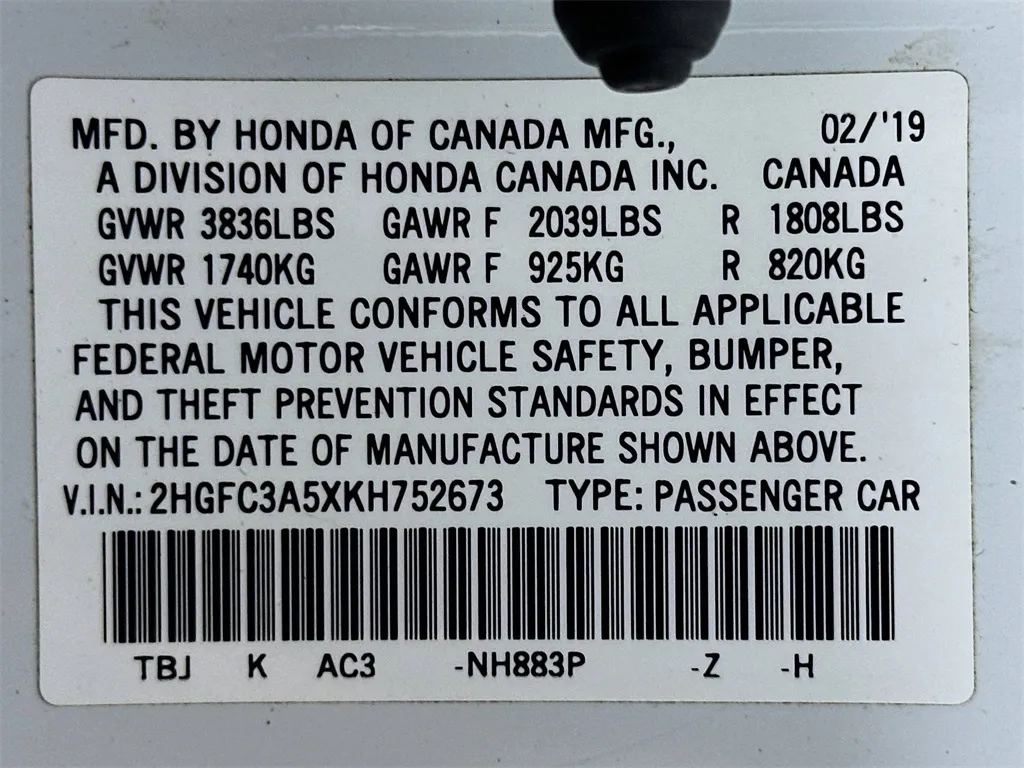 MFD. BY HONDA OF CANADA MFG., 02/'19
A DIVISION OF HONDA CANADA INC. CANADA
GVWR 3836LBS GAWR F 2039LBS R 1808LBS
GVWR 1740KG GAWR F 925KG R 820KG
THIS VEHICLE CONFORMS TO ALL APPLICABLE
FEDERAL MOTOR VEHICLE SAFETY, BUMPER,
AND THEFT PREVENTION STANDARDS IN EFFECT
ON THE DATE OF MANUFACTURE SHOWN ABOVE.
V.I.N.: 2HGFC3A5XKH752673 TYPE: PASSENGER CAR
TBJ K AC3 -NH883P -Z -H